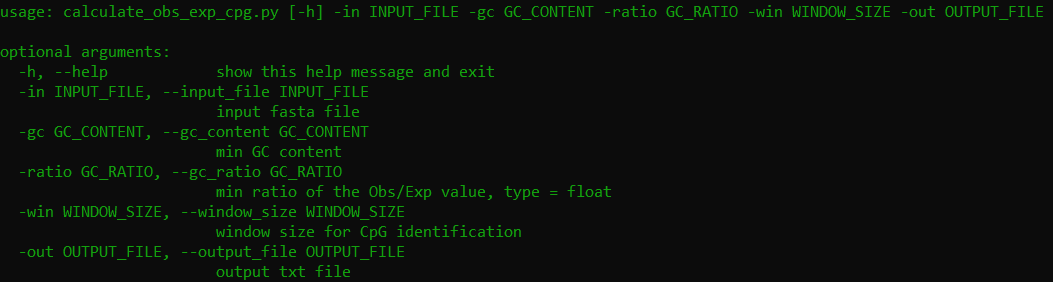 usage: calculate_obs_exp_cpg.py [-h] -in INPUT_FILE -gc GC_CONTENT -ratio GC_RATIO -win WINDOW_SIZE -out OUTPUT_FILE
optional arguments:
-h, --help show this help message and exit
-in INPUT_FILE, --input_file INPUT_FILE
input fasta file
-gc GC_CONTENT, --gc_content GC_CONTENT
min GC content
-ratio GC_RATIO, --gc_ratio GC_RATIO
min ratio of the Obs/Exp value, type = float
-win WINDOW_SIZE, --window_size WINDOW_SIZE
window size for CpG identification
-out OUTPUT_FILE, --output_file OUTPUT_FILE
output txt file